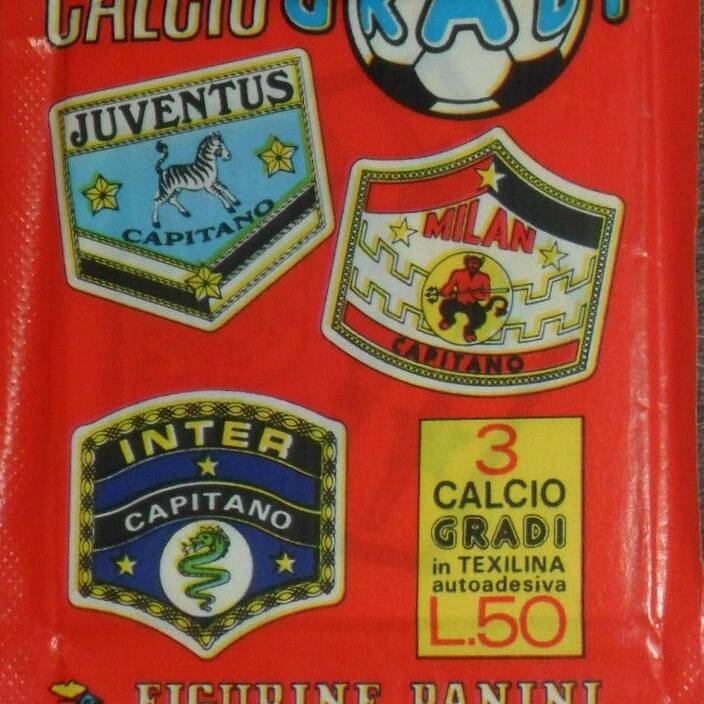 CALCIO GRADI
JUVENTUS
CAPITANO
MILAN
CAPITANO
INTER
CAPITANO
3
CALCIO
GRADI
in TEXILINA
autoadesiva
L.50
FIGURINE PANINI